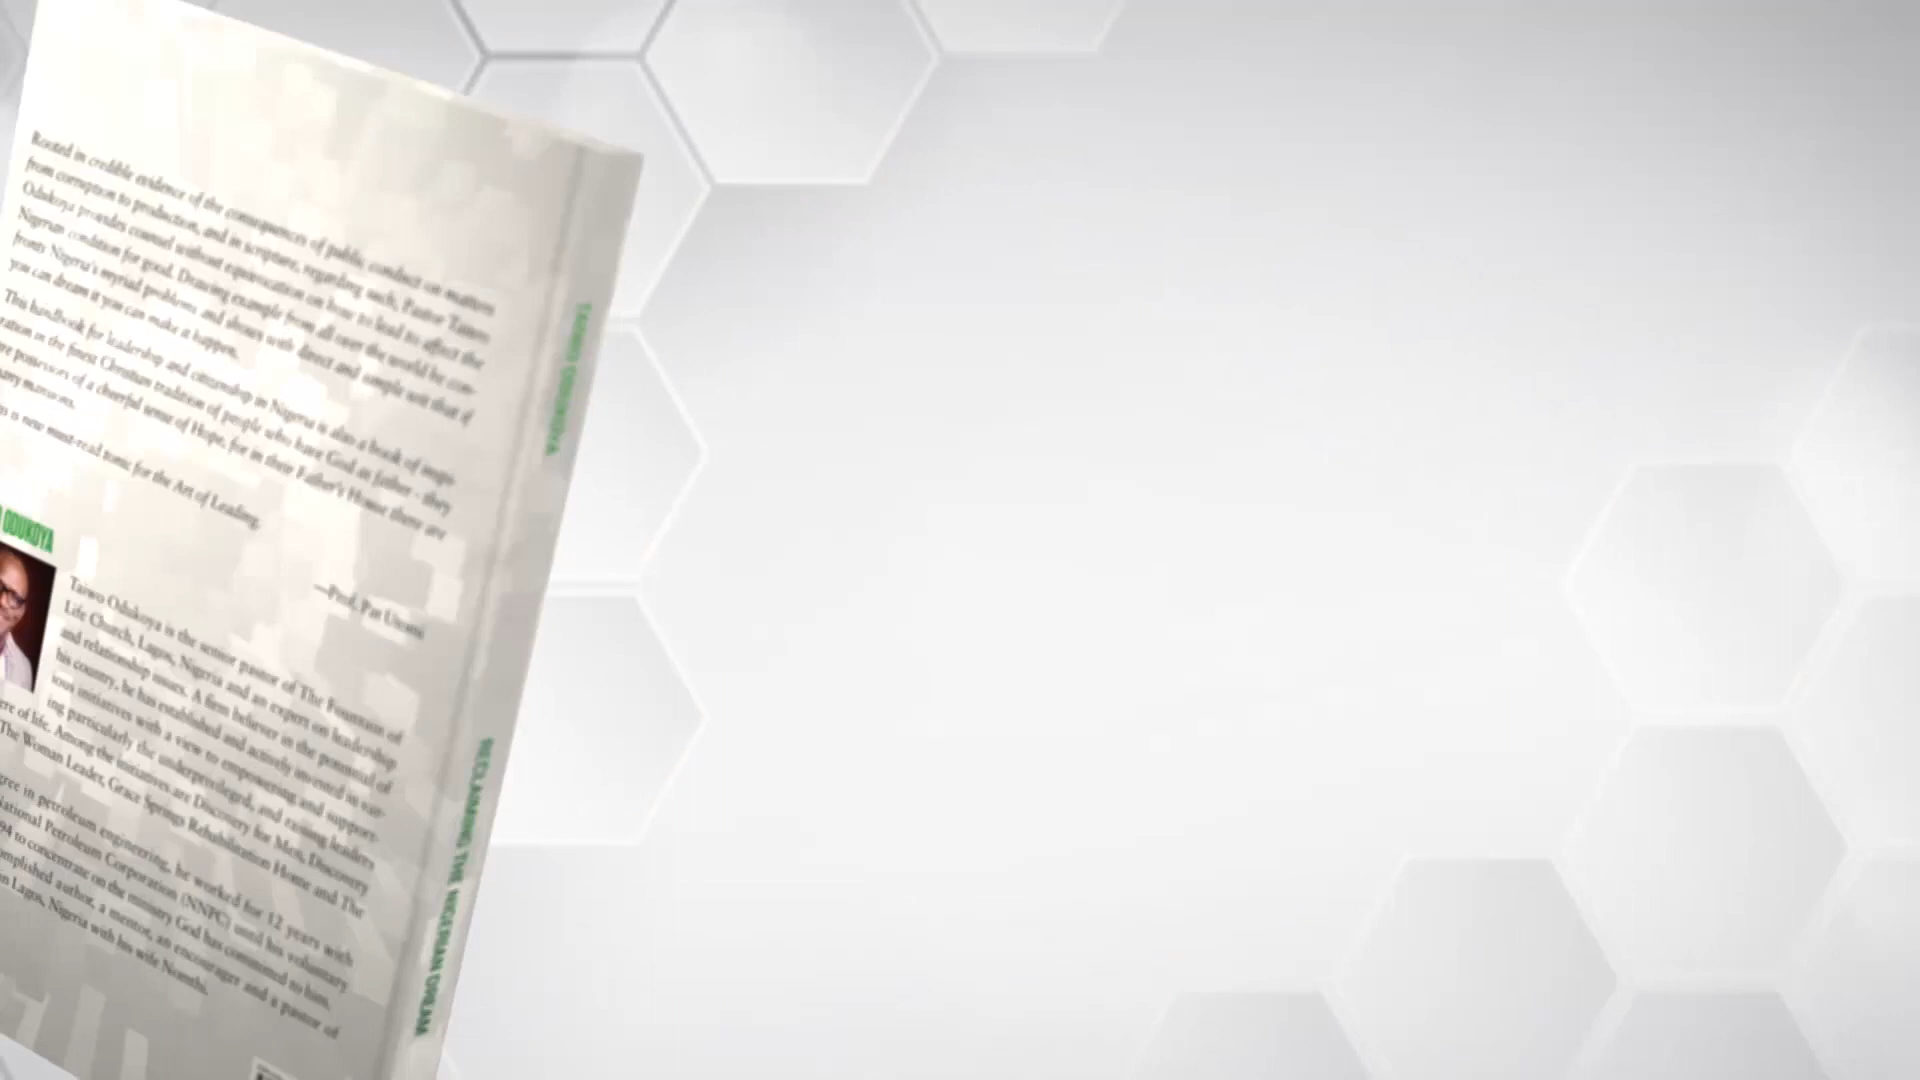 Rooted in credible evidence of the consequences of public conduct on matters
from corruption to production, and in scripture, regarding such, Pastor Taiwo
Odukoya provides counsel without equivocation on how to lead to affect the
Nigerian condition for good. Drawing example from all over the world he con-
fronts Nigeria's myriad problems and shows with direct and simple wit that if
you can dream it you can make it happen.
This handbook for leadership and citizenship in Nigeria is also a book of inspi-
ration in the finest Christian tradition of people who have God as father - they
are possessors of a cheerful sense of Hope, for in their Father's House there are
many mansions.
is is new must-read tonic for the Art of Leading.
—Prof. Pat Utomi
ODUKOYA
Taiwo Odukoya is the senior pastor of The Fountain of
Life Church, Lagos, Nigeria and an expert on leadership
and relationship issues. A firm believer in the potential of
his country, he has established and actively invested in var-
ious initiatives with a view to empowering and support-
ing particularly the underprivileged, and raising leaders
ere of life. Among the initiatives are Discovery for Men, Discovery
The Woman Leader, Grace Springs Rehabilitation Home and The
gree in petroleum engineering, he worked for 12 years with
National Petroleum Corporation (NNPC) until his voluntary
94 to concentrate on the ministry God has committed to him.
omplished author, a mentor, an encourager and a pastor of
in Lagos, Nigeria with his wife Nomthi.
TAIWO ODUKOYA
RECLAIMING THE NIGERIAN DREAM